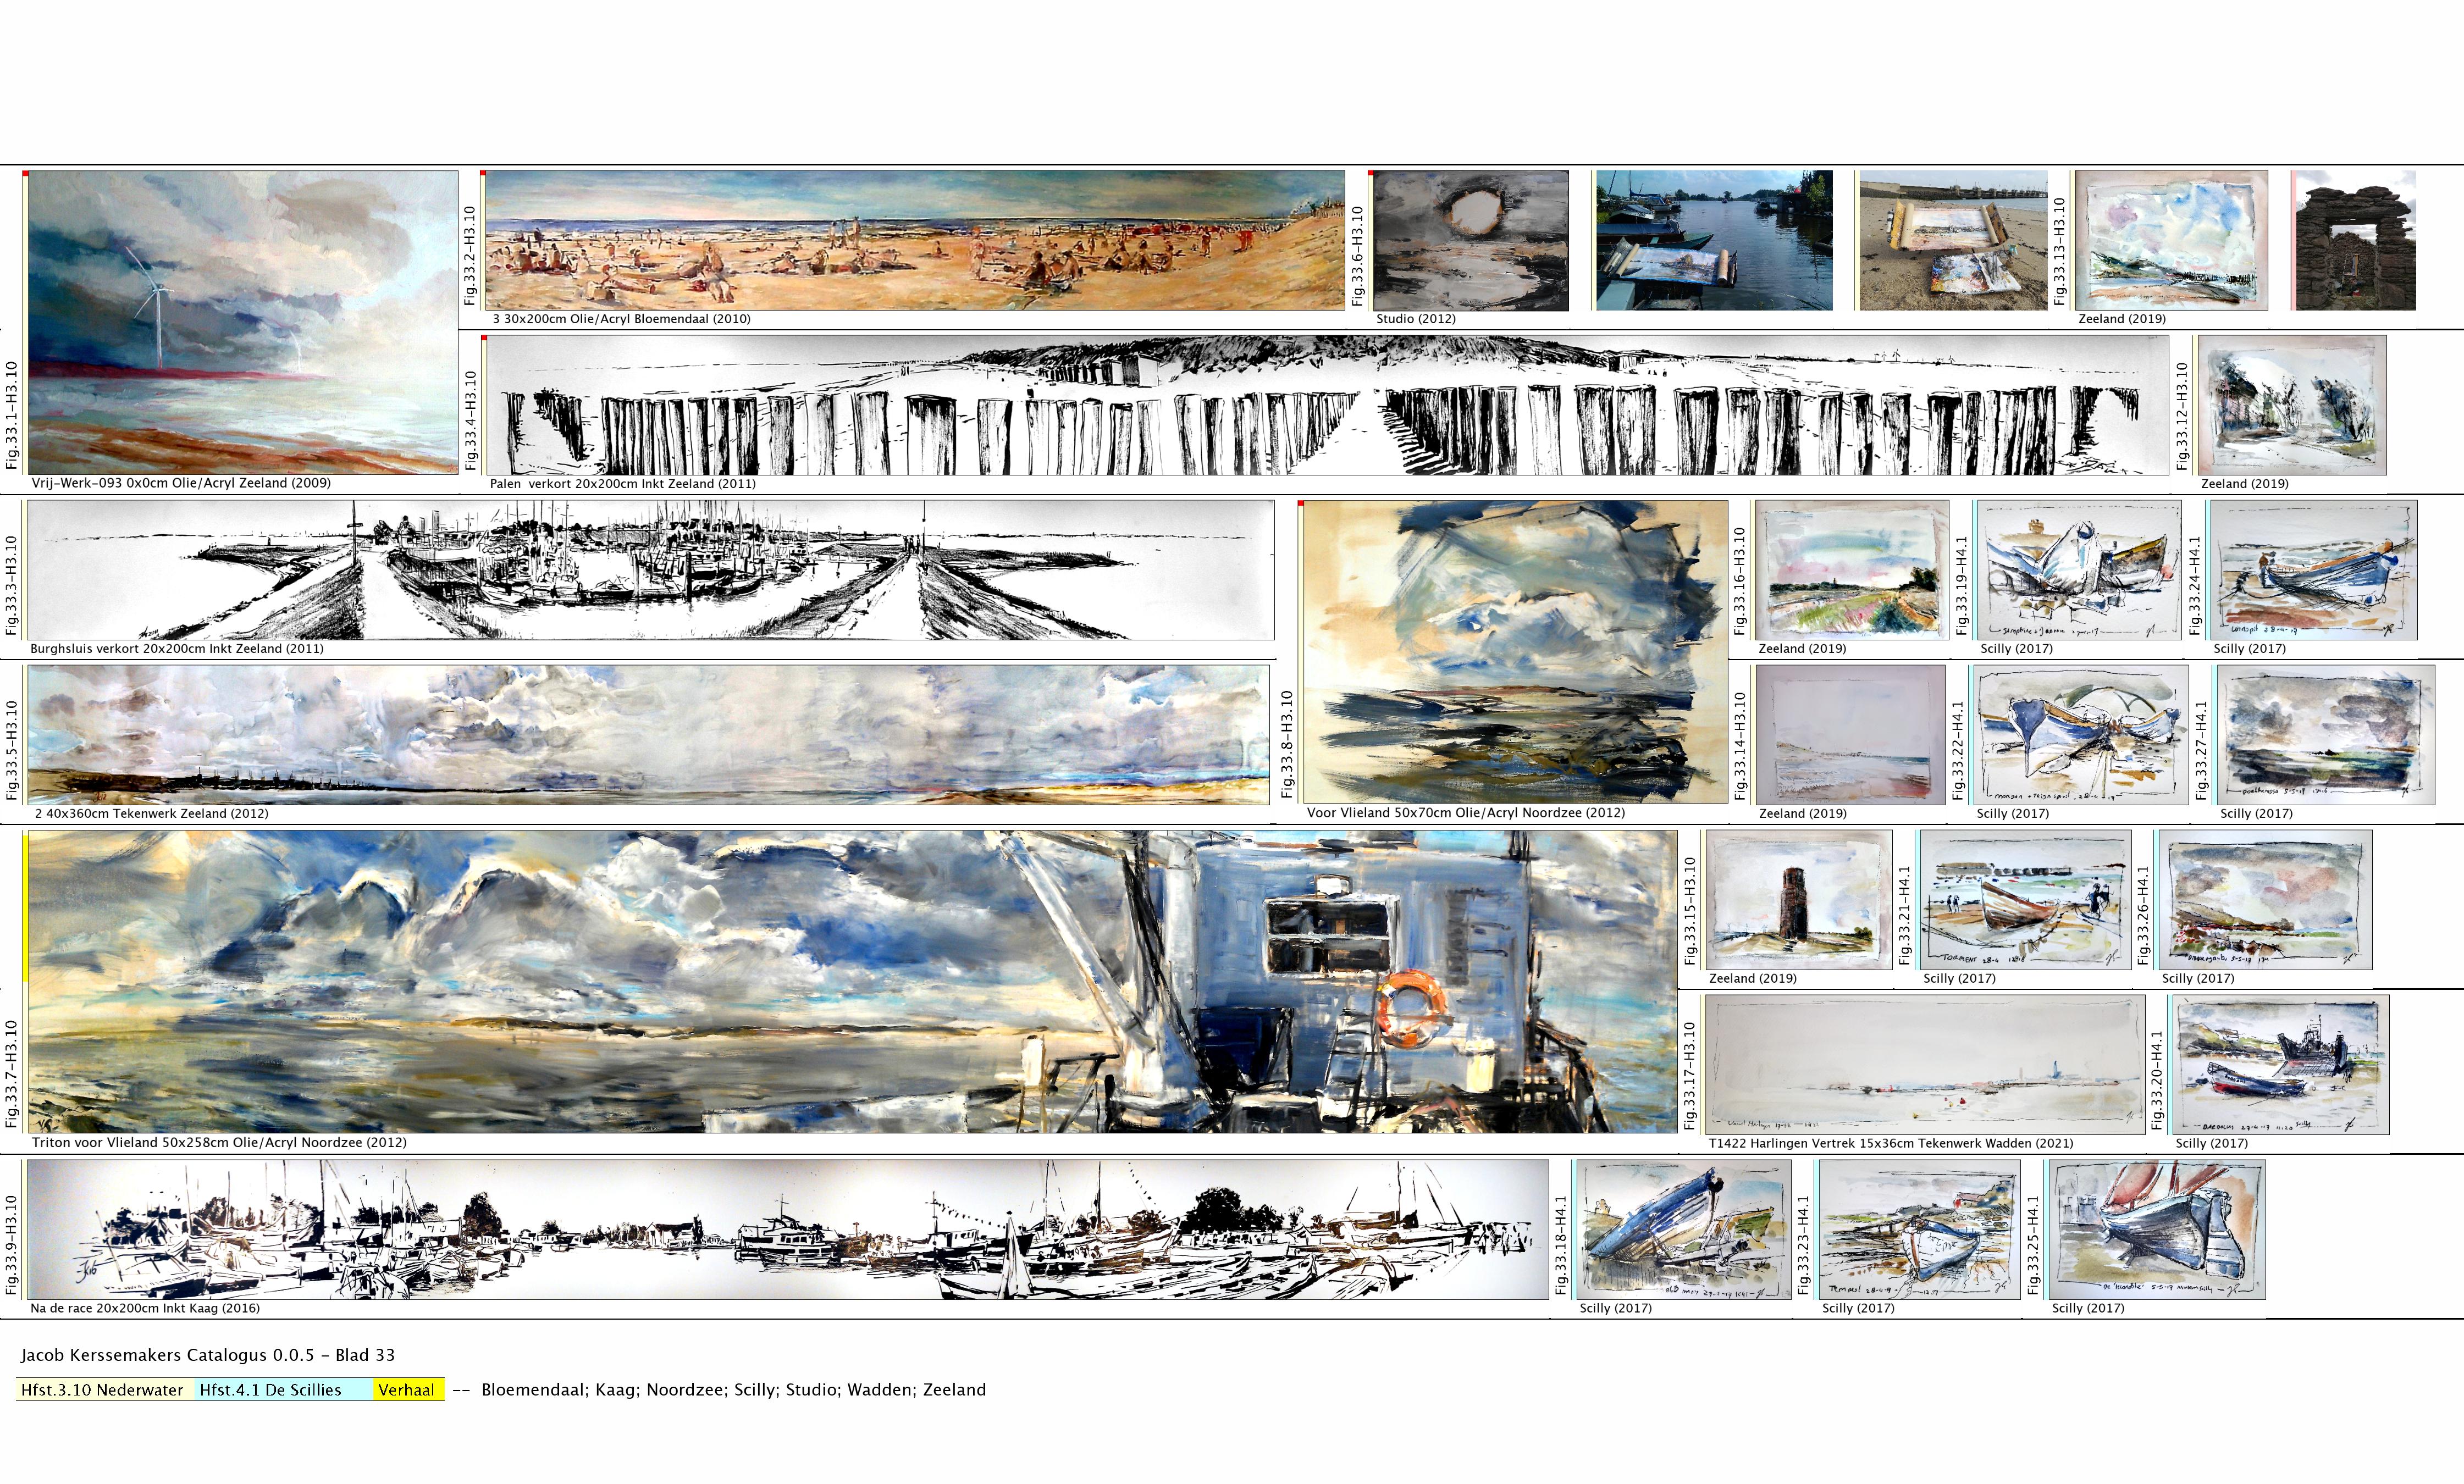 Fig.33.1-H3.10
Vrij-Werk-093 0x0cm Olie/Acryl Zeeland (2009)
Fig.33.2-H3.10
3 30x200cm Olie/Acryl Bloemendaal (2010)
Fig.33.6-H3.10
Studio (2012)
Fig.33.13-H3.10
Zeeland (2019)
Fig.33.4-H3.10
Palen verkort 20x200cm Inkt Zeeland (2011)
Fig.33.12-H3.10
Zeeland (2019)
Fig.33.3-H3.10
Burghsluis verkort 20x200cm Inkt Zeeland (2011)
Fig.33.8-H3.10
Voor Vlieland 50x70cm Olie/Acryl Noordzee (2012)
Fig.33.16-H3.10
Zeeland (2019)
Fig.33.19-H4.1
Scilly (2017)
Fig.33.24-H4.1
Scilly (2017)
Fig.33.5-H3.10
2 40x360cm Tekenwerk Zeeland (2012)
Fig.33.14-H3.10
Zeeland (2019)
Fig.33.22-H4.1
Scilly (2017)
Fig.33.27-H4.1
Scilly (2017)
Fig.33.7-H3.10
Triton voor Vlieland 50x258cm Olie/Acryl Noordzee (2012)
Fig.33.15-H3.10
Zeeland (2019)
Fig.33.21-H4.1
TORMENT 28-4
Scilly (2017)
Fig.33.26-H4.1
Scilly (2017)
Fig.33.17-H3.10
T1422 Harlingen Vertrek 15x36cm Tekenwerk Wadden (2021)
Fig.33.20-H4.1
Scilly (2017)
Fig.33.9-H3.10
Na de race 20x200cm Inkt Kaag (2016)
Fig.33.18-H4.1
Scilly (2017)
Fig.33.23-H4.1
Scilly (2017)
Fig.33.25-H4.1
Scilly (2017)
Jacob Kerssemakers Catalogus 0.0.5 - Blad 33
Hfst.3.10 Nederwater Hfst.4.1 De Scillies Verhaal -- Bloemendaal; Kaag; Noordzee; Scilly; Studio; Wadden; Zeeland